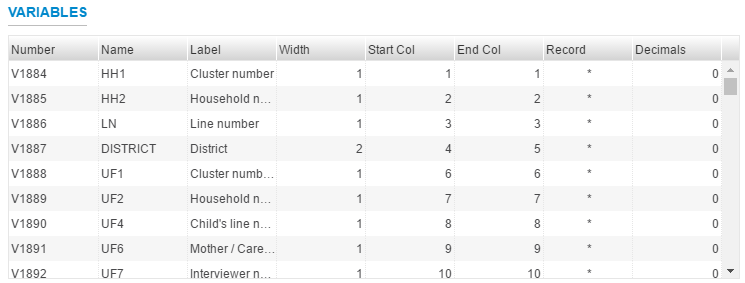 VARIABLES
Number Name Label Width Start Col End Col Record Decimals
V1884 HH1 Cluster number 1 1 1 * 0
V1885 HH2 Household n... 1 2 2 * 0
V1886 LN Line number 1 3 3 * 0
V1887 DISTRICT District 2 4 5 * 0
V1888 UF1 Cluster numb... 1 6 6 * 0
V1889 UF2 Household n... 1 7 7 * 0
V1890 UF4 Child's line n... 1 8 8 * 0
V1891 UF6 Mother / Care... 1 9 9 * 0
V1892 UF7 Interviewer n... 1 10 10 * 0